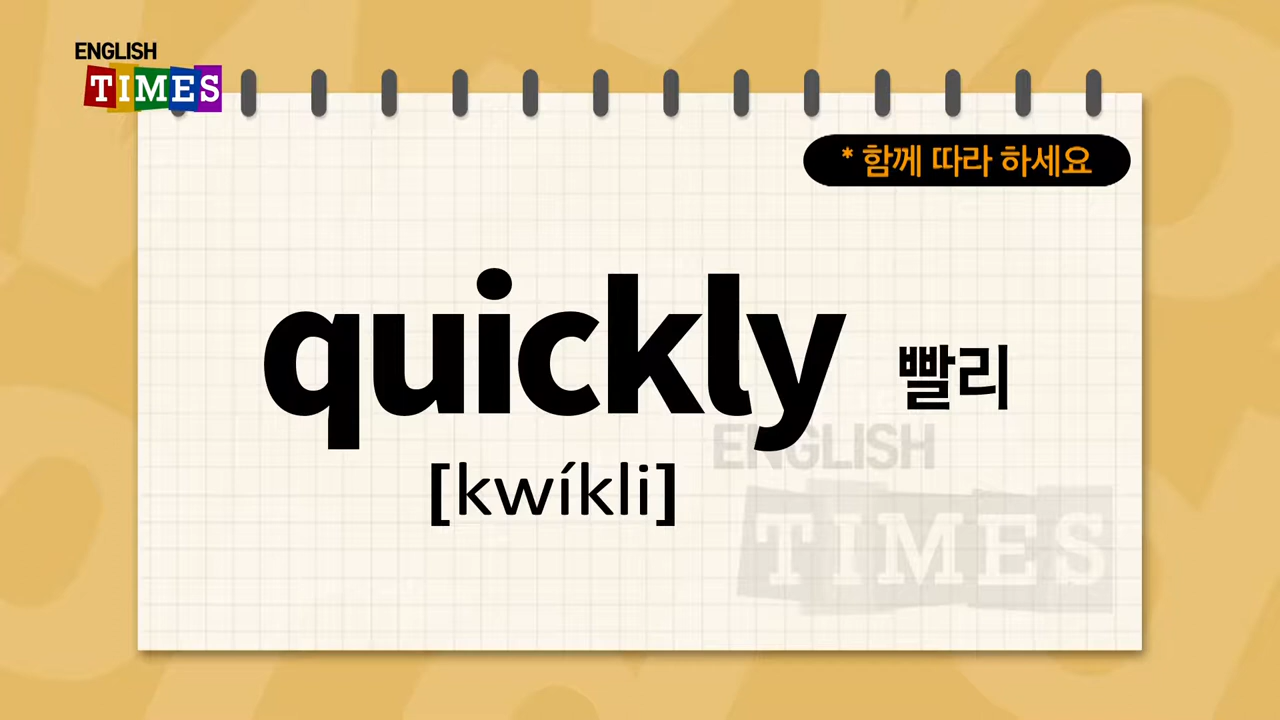 ENGLISH
TIMES
* 함께 따라 하세요
quickly 빨리
[kwíkli]
ENGLISH
TIMES